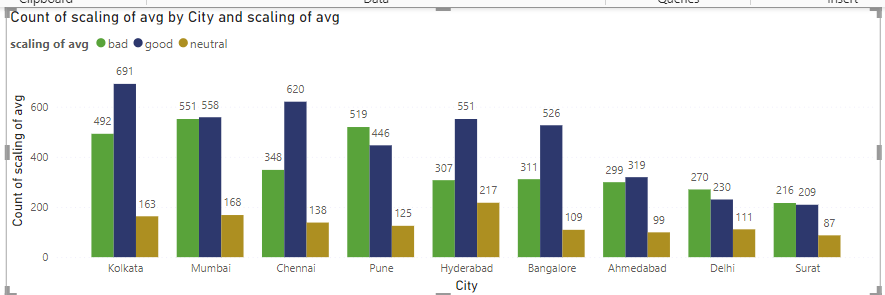 Clipboard Data Queries Insert
Count of scaling of avg by City and scaling of avg
scaling of avg bad good neutral
Count of scaling of avg
600
400
200
0
492 691 163
551 558 168
348 620 138
519 446 125
307 551 217
311 526 109
299 319 99
270 230 111
216 209 87
Kolkata Mumbai Chennai Pune Hyderabad Bangalore Ahmedabad Delhi Surat
City